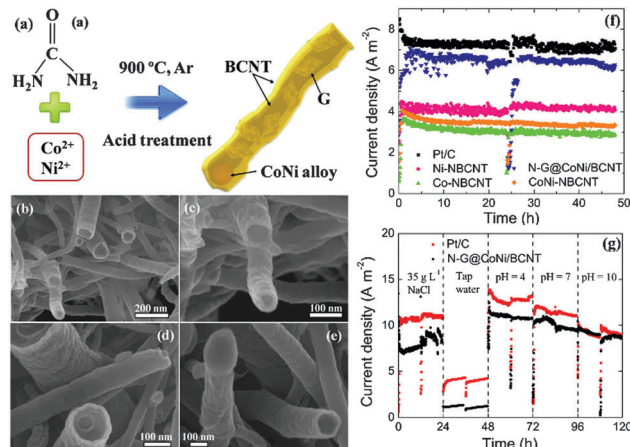 (a)
(a)
O
C
H₂N
NH₂
Co²⁺
Ni²⁺
900 ºC, Ar
Acid treatment
BCNT
G
CoNi alloy
(b)
200 nm
(c)
100 nm
(d)
100 nm
(e)
100 nm
(f)
Current density (A m⁻²)
8
6
4
2
0
Pt/C
Ni-NBCNT
N-G@CoNi/BCNT
Co-NBCNT
CoNi-NBCNT
0 10 20 30 40 50
Time (h)
(g)
Current density (A m⁻²)
20
15
10
5
0
Pt/C
N-G@CoNi/BCNT
35 g L⁻¹
NaCl
Tap
water
pH = 4
pH = 7
pH = 10
0 24 48 72 96 120
Time (h)